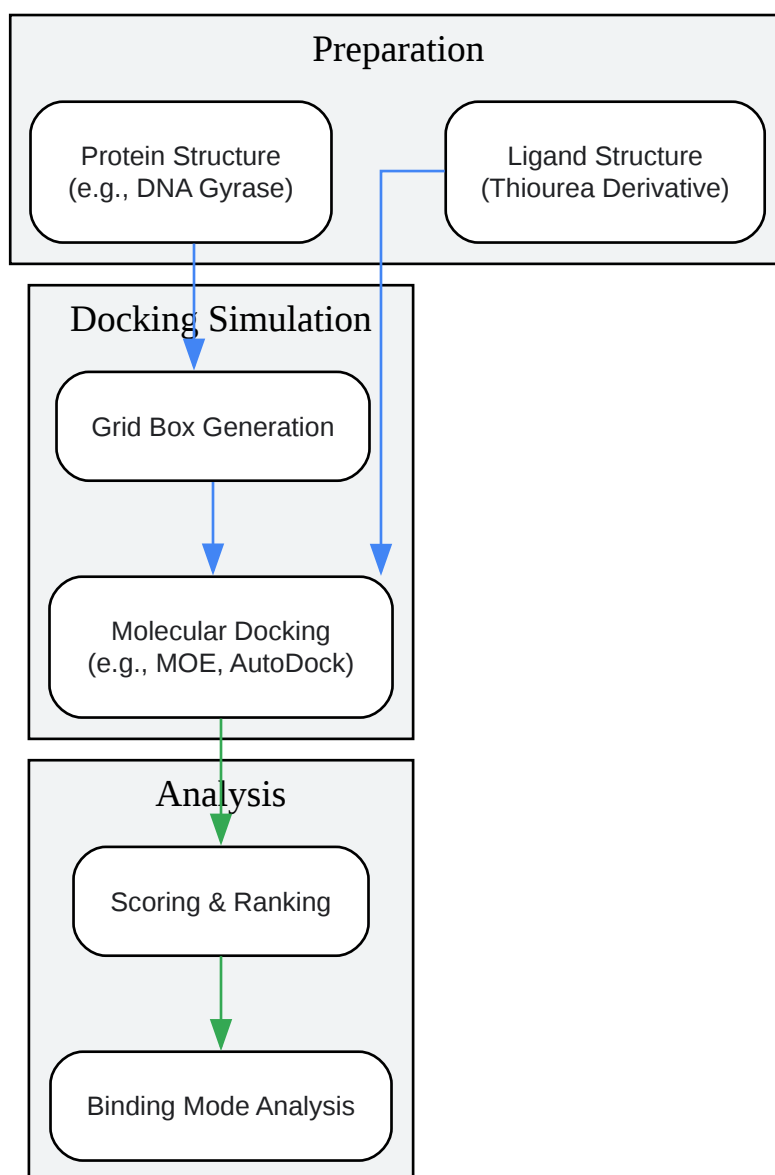 Preparation
Protein Structure
(e.g., DNA Gyrase)
Ligand Structure
(Thiourea Derivative)
Docking Simulation
Grid Box Generation
Molecular Docking
(e.g., MOE, AutoDock)
Analysis
Scoring & Ranking
Binding Mode Analysis